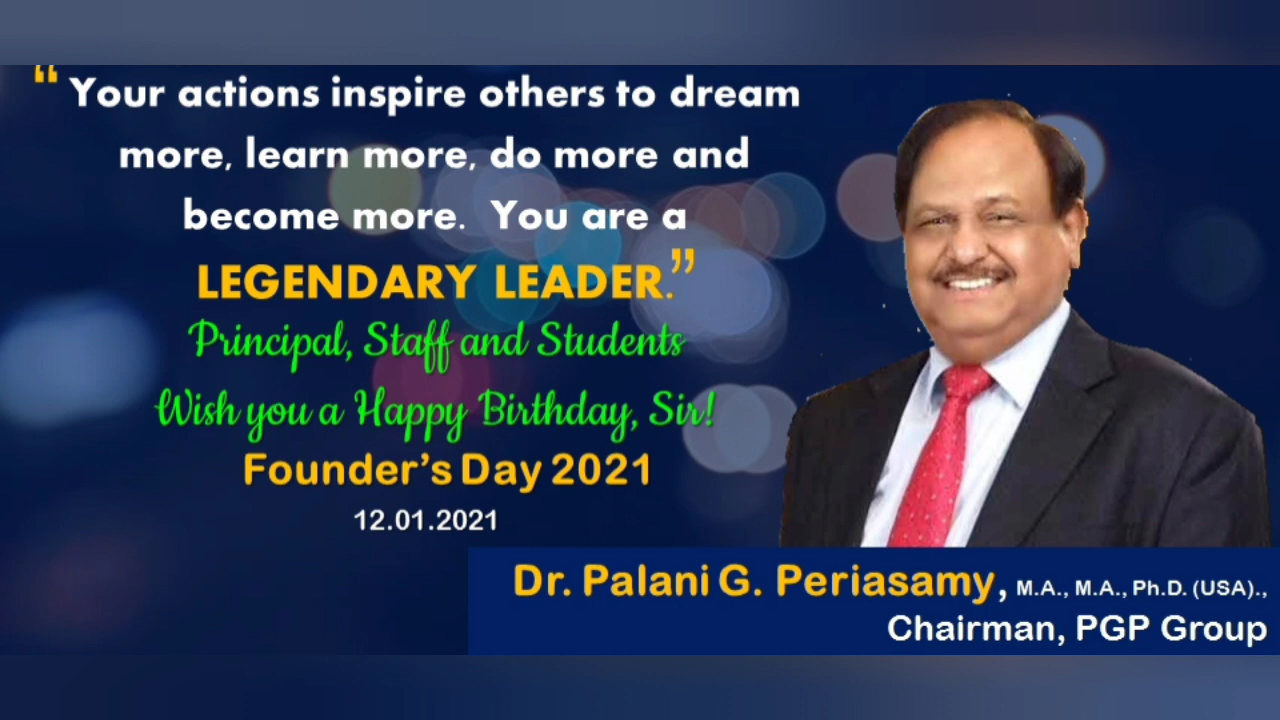 “ Your actions inspire others to dream
more, learn more, do more and
become more. You are a
LEGENDARY LEADER.”
Principal, Staff and Students
Wish you a Happy Birthday, Sir!
Founder’s Day 2021
12.01.2021
Dr. Palani G. Periasamy, M.A., M.A., Ph.D. (USA).,
Chairman, PGP Group